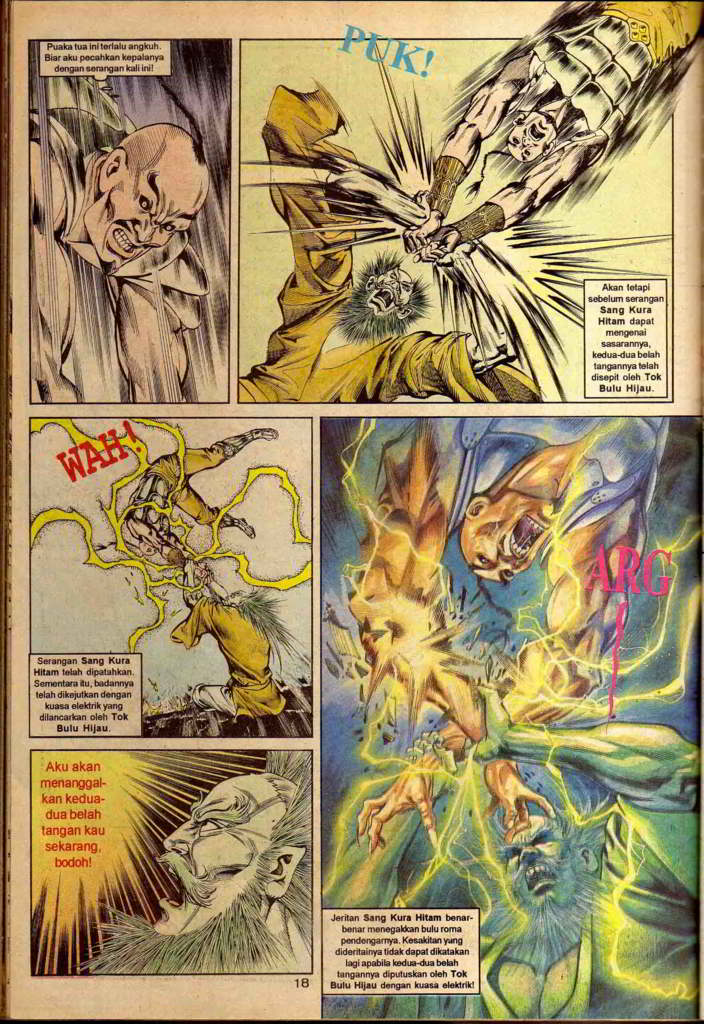 Puaka tua ini terlalu angkuh.
Biar aku pecahkan kepalanya
dengan serangan kali ini!
PUK!
Akan tetapi
sebelum serangan
Sang Kura
Hitam dapat
mengenai
sasarannya,
kedua-dua belah
tangannya telah
disepit oleh Tok
Bulu Hijau.
WAH!
Serangan Sang Kura
Hitam telah dipatahkan.
Sementara itu, badannya
telah dikejutkan dengan
kuasa elektrik yang
dilancarkan oleh Tok
Bulu Hijau.
ARG!
Aku akan
menanggal-
kan kedua-
dua belah
tangan kau
sekarang,
bodoh!
Jeritan Sang Kura Hitam benar-
benar menegakkan bulu roma
pendengarnya. Kesakitan yung
dideritainya tidak dapat dikatakan
lagi apabila kedua-dua belah
tangannya diputuskan oleh Tok
Bulu Hijau dengan kuasa elektrik!
18